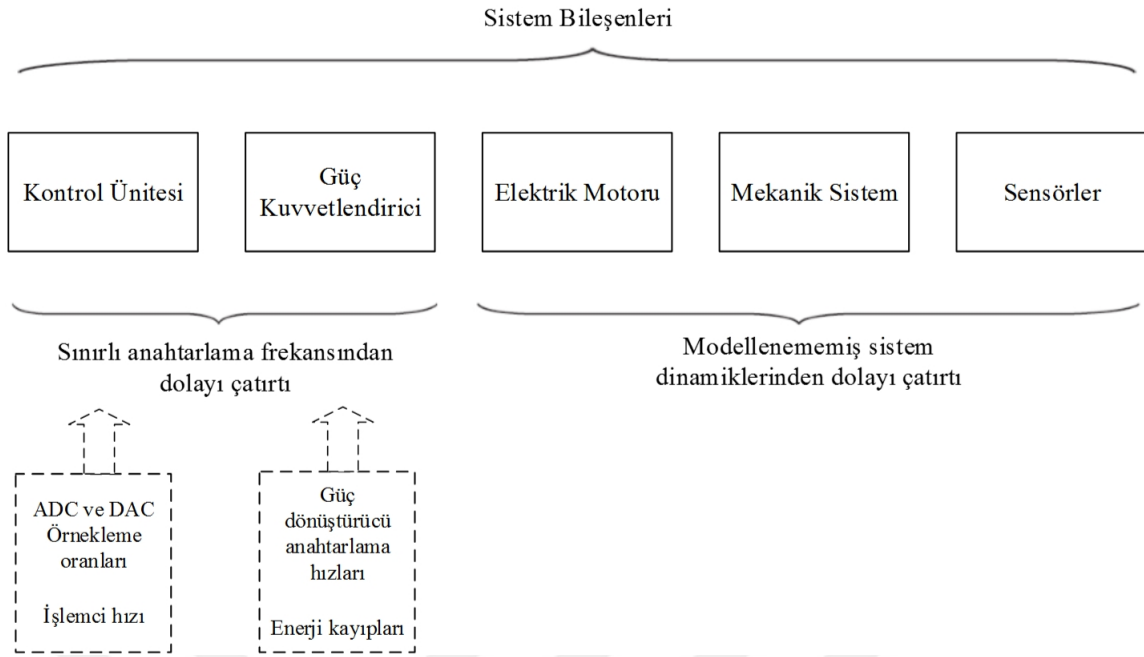 Sistem Bileşenleri
Kontrol Ünitesi
Güç
Kuvvetlendirici
Elektrik Motoru
Mekanik Sistem
Sensörler
Sınırlı anahtarlama frekansından
dolayı çatırtı
Modellenememiş sistem
dinamiklerinden dolayı çatırtı
ADC ve DAC
Örnekleme
oranları
İşlemci hızı
Güç
dönüştürücü
anahtarlama
hızları
Enerji kayıpları